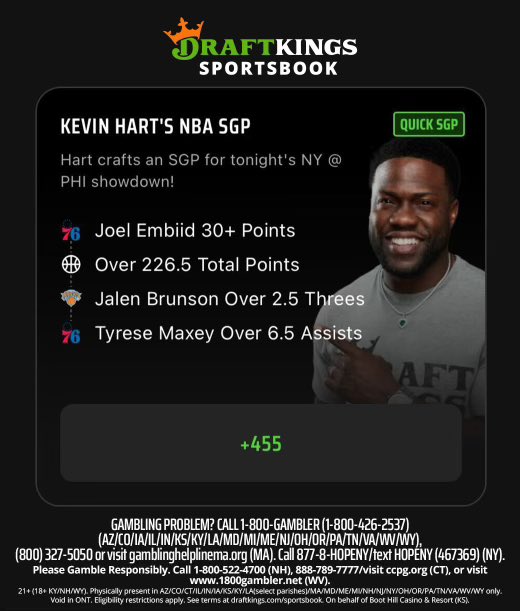 DRAFTKINGS
SPORTSBOOK
KEVIN HART'S NBA SGP
QUICK SGP
Hart crafts an SGP for tonight's NY @
PHI showdown!
76 Joel Embiid 30+ Points
Over 226.5 Total Points
Jalen Brunson Over 2.5 Threes
76 Tyrese Maxey Over 6.5 Assists
+455
GAMBLING PROBLEM? CALL 1-800-GAMBLER (1-800-426-2537)
(AZ/CO/IA/IL/IN/KS/KY/LA/MD/MI/ME/NJ/OH/OR/PA/TN/VA/WV/WY),
(800) 327-5050 or visit gamblinghelplinema.org (MA). Call 877-8-HOPENY/text HOPENY (467369) (NY).
Please Gamble Responsibly. Call 1-800-522-4700 (NH), 888-789-7777/visit ccpg.org (CT), or visit
www.1800gambler.net (WV).
21+ (18+ KY/NH/WY). Physically present in AZ/CO/CT/IL/IN/IA/KS/KY/LA(select parishes)/MA/MD/ME/MI/NH/NJ/NY/OH/OR/PA/TN/VA/WV/WY only.
Void in ONT. Eligibility restrictions apply. See terms at draftkings.com/sportsbook. On behalf of Boot Hill Casino & Resort (KS).